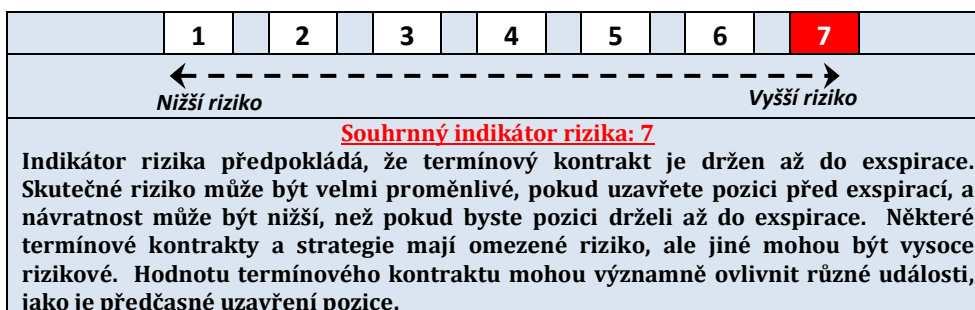 1 2 3 4 5 6 7
Nižší riziko Vyšší riziko
Souhrnný indikátor rizika: 7
Indikátor rizika předpokládá, že termínový kontrakt je držen až do exspirace.
Skutečné riziko může být velmi proměnlivé, pokud uzavřete pozici před exspirací, a
návratnost může být nižší, než pokud byste pozici drželi až do exspirace. Některé
termínové kontrakty a strategie mají omezené riziko, ale jiné mohou být vysoce
rizikové. Hodnotu termínového kontraktu mohou významně ovlivnit různé události,
jako je předčasné uzavření pozice.